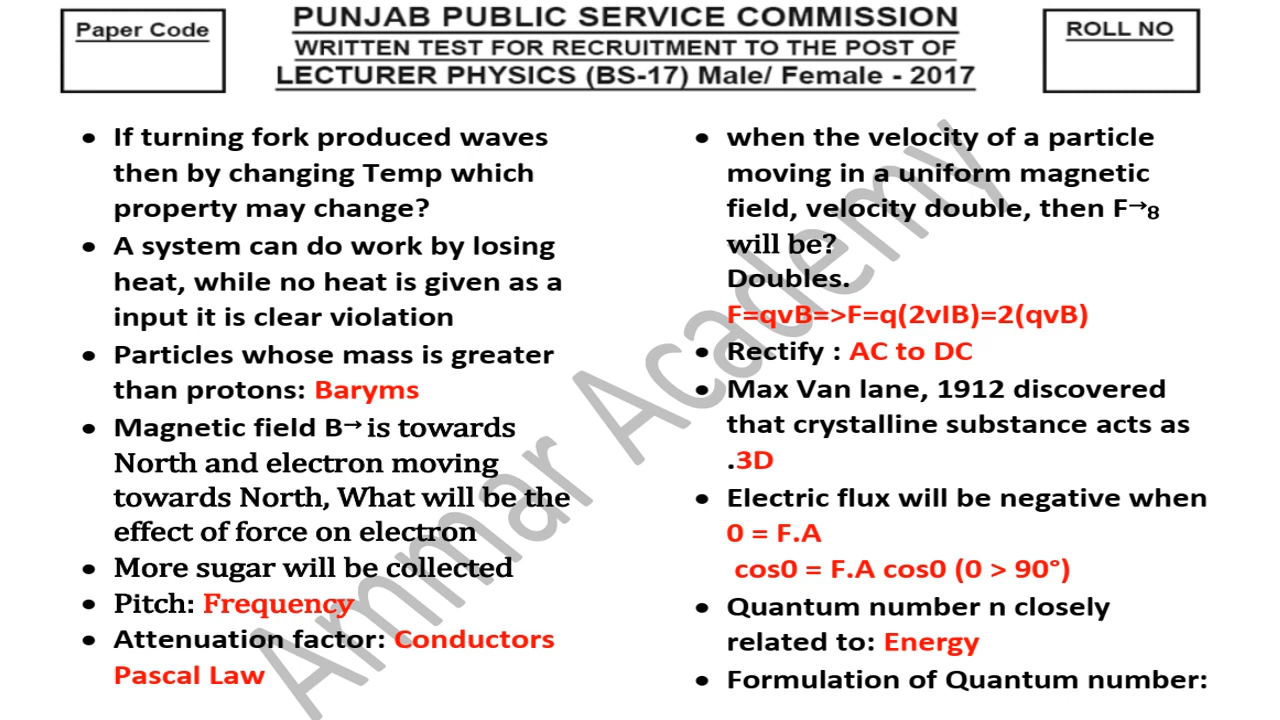 Paper Code
PUNJAB PUBLIC SERVICE COMMISSION
WRITTEN TEST FOR RECRUITMENT TO THE POST OF
LECTURER PHYSICS (BS-17) Male/ Female - 2017
ROLL NO
• If turning fork produced waves
then by changing Temp which
property may change?
• A system can do work by losing
heat, while no heat is given as a
input it is clear violation
• Particles whose mass is greater
than protons: Baryms
• Magnetic field B→ is towards
North and electron moving
towards North, What will be the
effect of force on electron
• More sugar will be collected
• Pitch: Frequency
• Attenuation factor: Conductors
Pascal Law
• when the velocity of a particle
moving in a uniform magnetic
field, velocity double, then F→8
will be?
Doubles.
F=qvB=>F=q(2vIB)=2(qvB)
• Rectify : AC to DC
• Max Van lane, 1912 discovered
that crystalline substance acts as
.3D
• Electric flux will be negative when
0 = F.A
cos0 = F.A cos0 (0 > 90°)
• Quantum number n closely
related to: Energy
• Formulation of Quantum number:
Ammar Academy